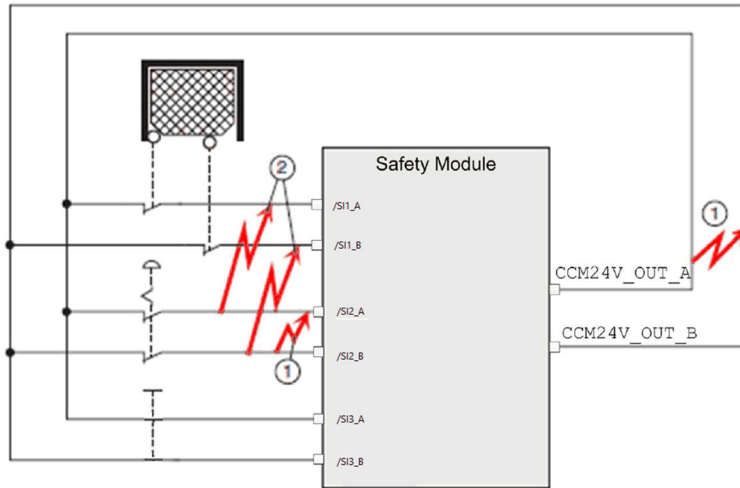 Safety Module
2
/SI1_A
1
/SI1_B
CCM24V_OUT_A
/SI2_A
CCM24V_OUT_B
/SI2_B
1
/SI3_A
/SI3_B